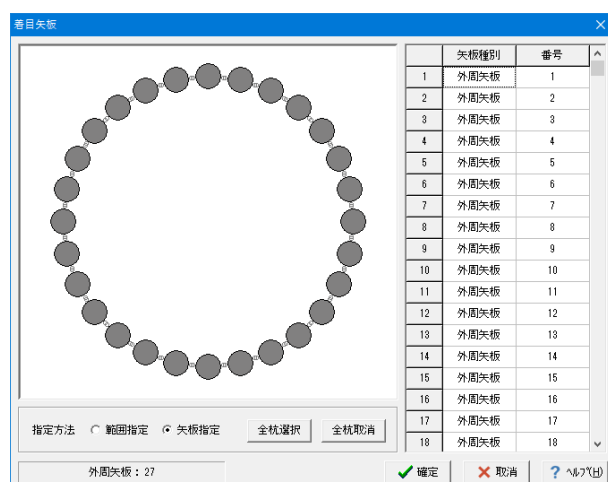 着目矢板
矢板種別 番号
1 外周矢板 1
2 外周矢板 2
3 外周矢板 3
4 外周矢板 4
5 外周矢板 5
6 外周矢板 6
7 外周矢板 7
8 外周矢板 8
9 外周矢板 9
10 外周矢板 10
11 外周矢板 11
12 外周矢板 12
13 外周矢板 13
14 外周矢板 14
15 外周矢板 15
16 外周矢板 16
17 外周矢板 17
18 外周矢板 18
指定方法 範囲指定 矢板指定 全杭選択 全杭取消
外周矢板：27 確定 取消 ? ﾍﾙﾌﾟ(H)